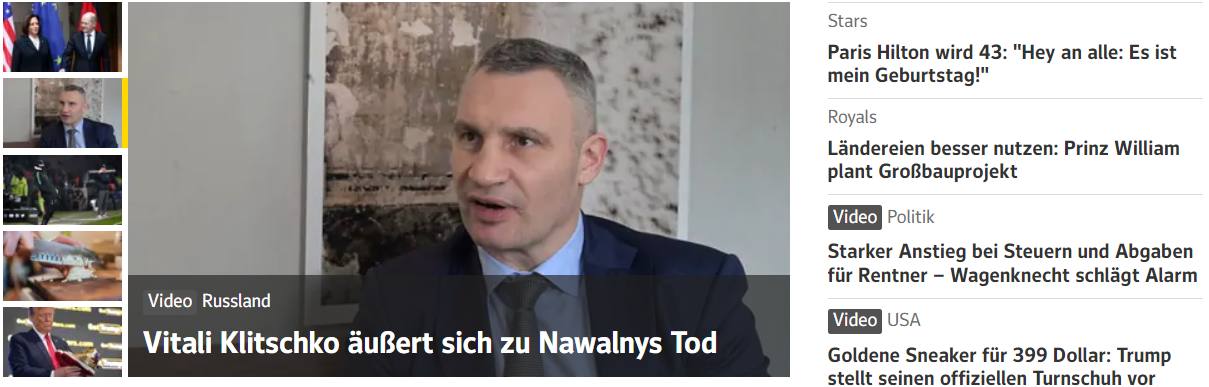 Video Russland
Vitali Klitschko äußert sich zu Nawalnys Tod
Stars
Paris Hilton wird 43: "Hey an alle: Es ist
mein Geburtstag!"
Royals
Ländereien besser nutzen: Prinz William
plant Großbauprojekt
Video Politik
Starker Anstieg bei Steuern und Abgaben
für Rentner – Wagenknecht schlägt Alarm
Video USA
Goldene Sneaker für 399 Dollar: Trump
stellt seinen offiziellen Turnschuh vor